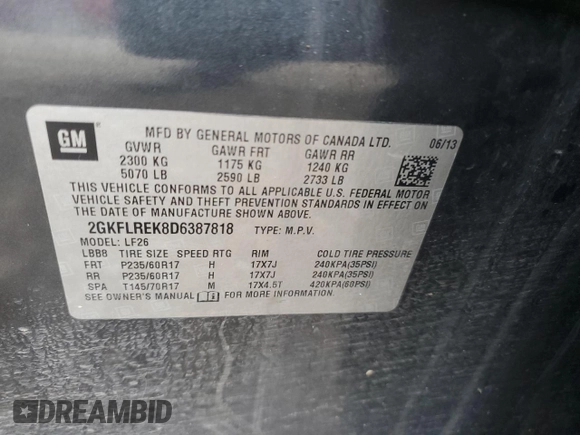 GM
MFD BY GENERAL MOTORS OF CANADA LTD. 06/13
GVWR GAWR FRT GAWR RR
2300 KG 1175 KG 1240 KG
5070 LB 2590 LB 2733 LB
THIS VEHICLE CONFORMS TO ALL APPLICABLE U.S. FEDERAL MOTOR
VEHICLE SAFETY AND THEFT PREVENTION STANDARDS IN EFFECT ON
THE DATE OF MANUFACTURE SHOWN ABOVE.
2GKFLREK8D6387818 TYPE: M.P.V.
MODEL: LF26
LBB8 TIRE SIZE SPEED RTG RIM COLD TIRE PRESSURE
FRT P235/60R17 H 17X7J 240KPA(35PSI)
RR P235/60R17 H 17X7J 240KPA(35PSI)
SPA T145/70R17 M 17X4.5T 420KPA(60PSI)
SEE OWNER'S MANUAL FOR MORE INFORMATION.
DREAMBID